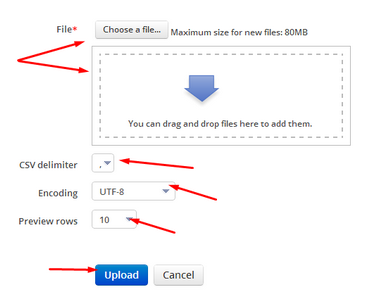 File*
Choose a file...
Maximum size for new files: 80MB
You can drag and drop files here to add them.
CSV delimiter
,
Encoding
UTF-8
Preview rows
10
Upload
Cancel